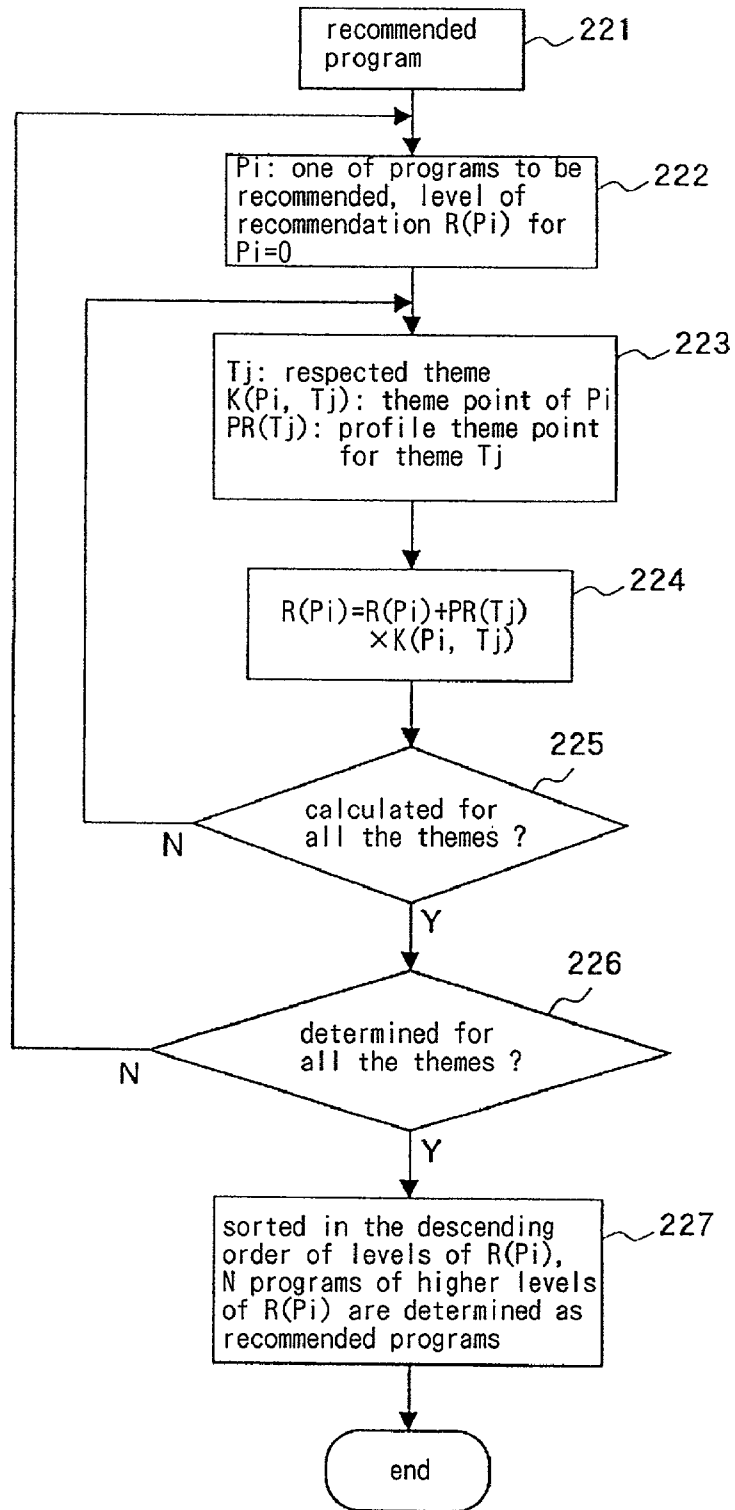 recommended
program
221
Pi: one of programs to be
recommended, level of
recommendation R(Pi) for
Pi=0
222
Tj: respected theme
K(Pi, Tj): theme point of Pi
PR(Tj): profile theme point
for theme Tj
223
R(Pi)=R(Pi)+PR(Tj)
×K(Pi, Tj)
224
calculated for
all the themes ?
225
N
Y
determined for
all the themes ?
226
N
Y
sorted in the descending
order of levels of R(Pi),
N programs of higher levels
of R(Pi) are determined as
recommended programs
227
end